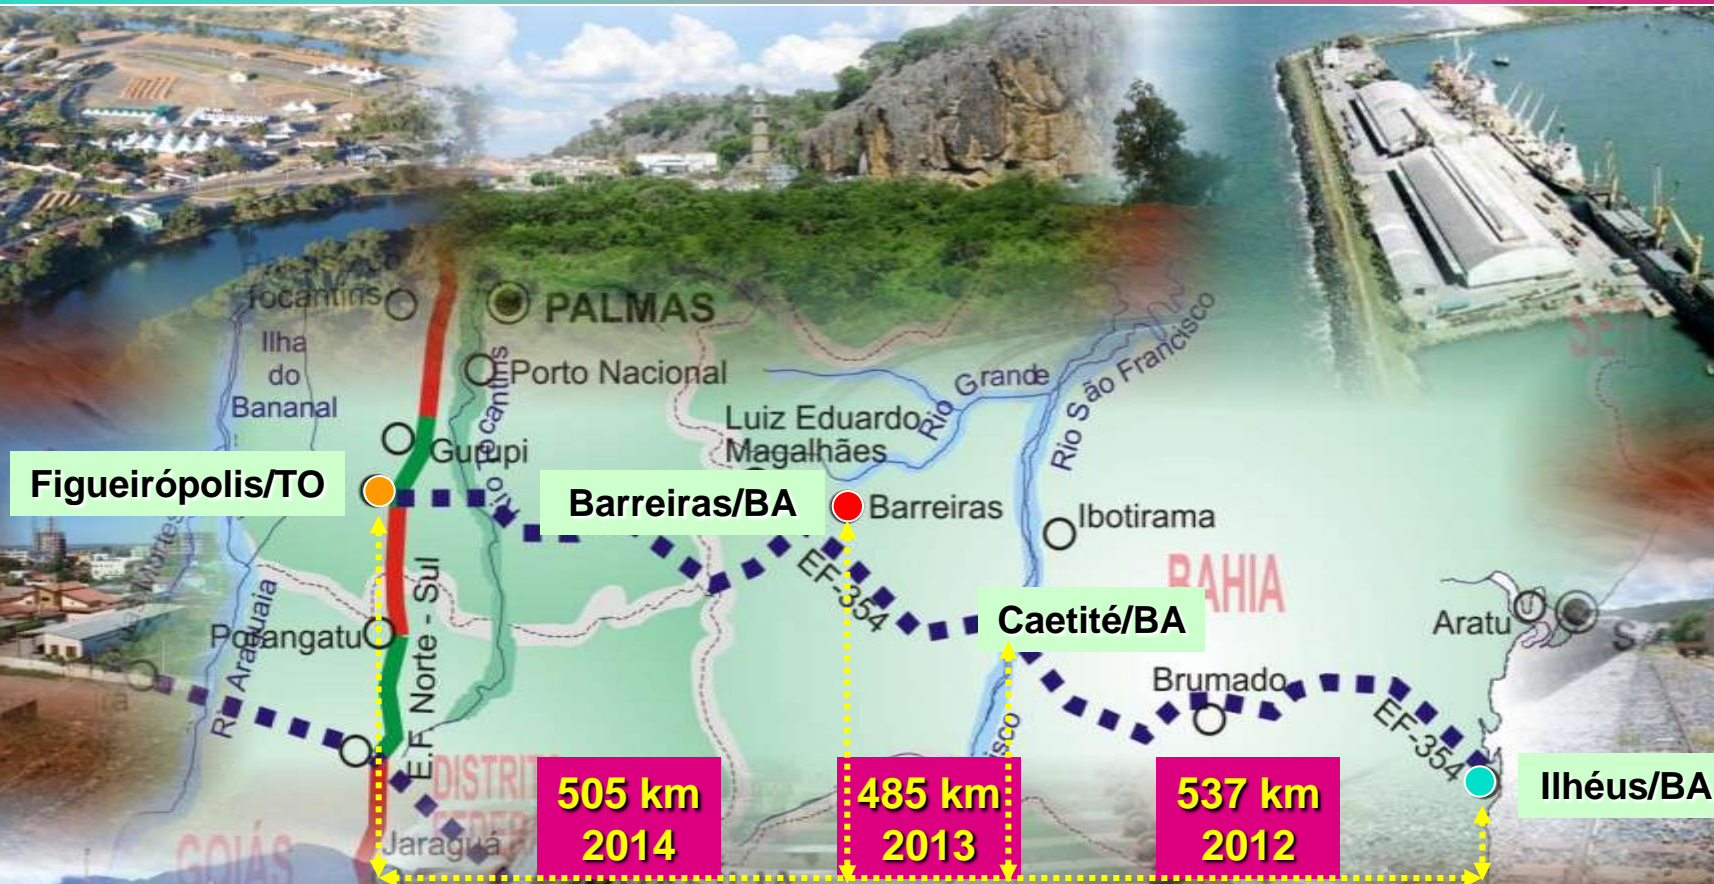 Tocantins
PALMAS
Ilha
do
Bananal
Porto Nacional
Rio Tocantins
Rio Grande
Rio São Francisco
Luiz Eduardo
Magalhães
Gurupi
Figueirópolis/TO
Barreiras/BA
Barreiras
Ibotirama
EF-354
BAHIA
Caetité/BA
Aratu
Porangatu
Araguaia
E.F. Norte - Sul
Brumado
EF-354
DISTRITO
Ilhéus/BA
505 km
2014
485 km
2013
537 km
2012
Jaraguá
GOIÁS